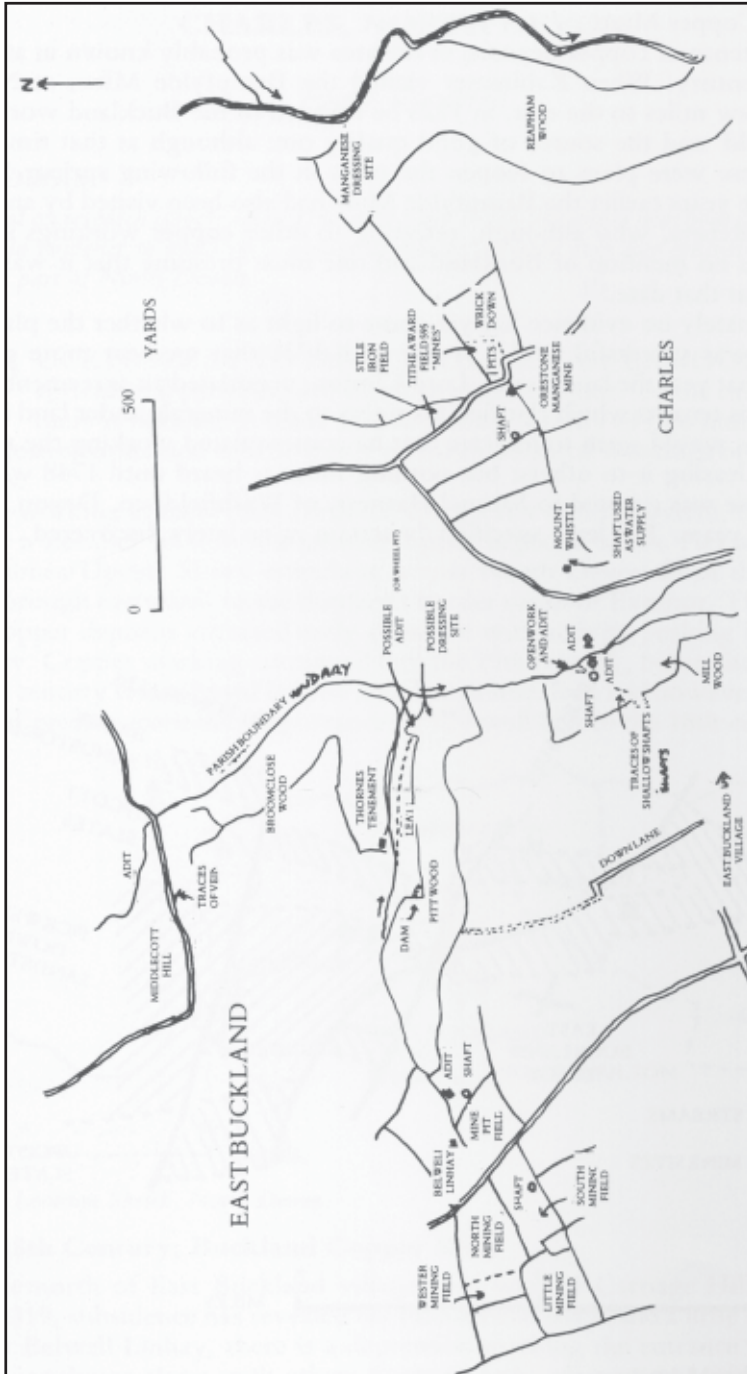 N
MIDDLECOTT
HILL
ADIT
TRACES
OF VEIN
PARISH BOUNDARY
BROOMCLOSE
WOOD
EAST BUCKLAND
0
500
YARDS
THORNES
TENEMENT
LEAT
DAM
PITT WOOD
POSSIBLE
ADIT
(OR WHEEL PIT)
POSSIBLE
DRESSING
SITE
STILE
IRON
FIELD
TITHE AWARD
FIELD 595
"MINES"
WRICK
DOWN
PITS
MANGANESE
DRESSING
SITE
REAPHAM
WOOD
ORESTONE
MANGANESE
MINE
SHAFT
CHARLES
MOUNT
WHISTLE
SHAFT USED
AS WATER
SUPPLY
OPENWORK
AND ADIT
ADIT
SHAFT
ADIT
MILL
WOOD
TRACES OF
SHALLOW SHAFTS
SHAFTS
DOWN LANE
EAST BUCKLAND
VILLAGE
ADIT
SHAFT
MINE
PIT
FIELD
BELWELL
LINHAY
NORTH
MINING
FIELD
SHAFT
SOUTH
MINING
FIELD
WESTER
MINING
FIELD
LITTLE
MINING
FIELD